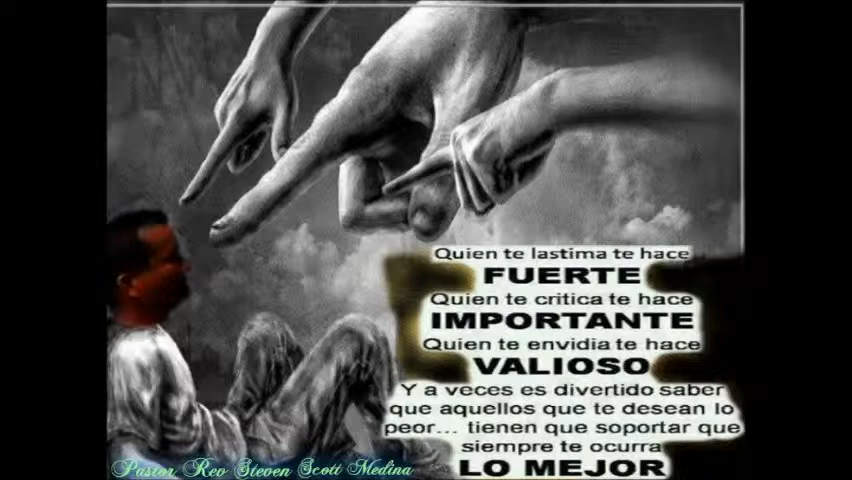 Quien te lastima te hace
FUERTE
Quien te critica te hace
IMPORTANTE
Quien te envidia te hace
VALIOSO
Y a veces es divertido saber
que aquellos que te desean lo
peor... tienen que soportar que
siempre te ocurra
LO MEJOR
Pastor Rev Steven Scott Medina